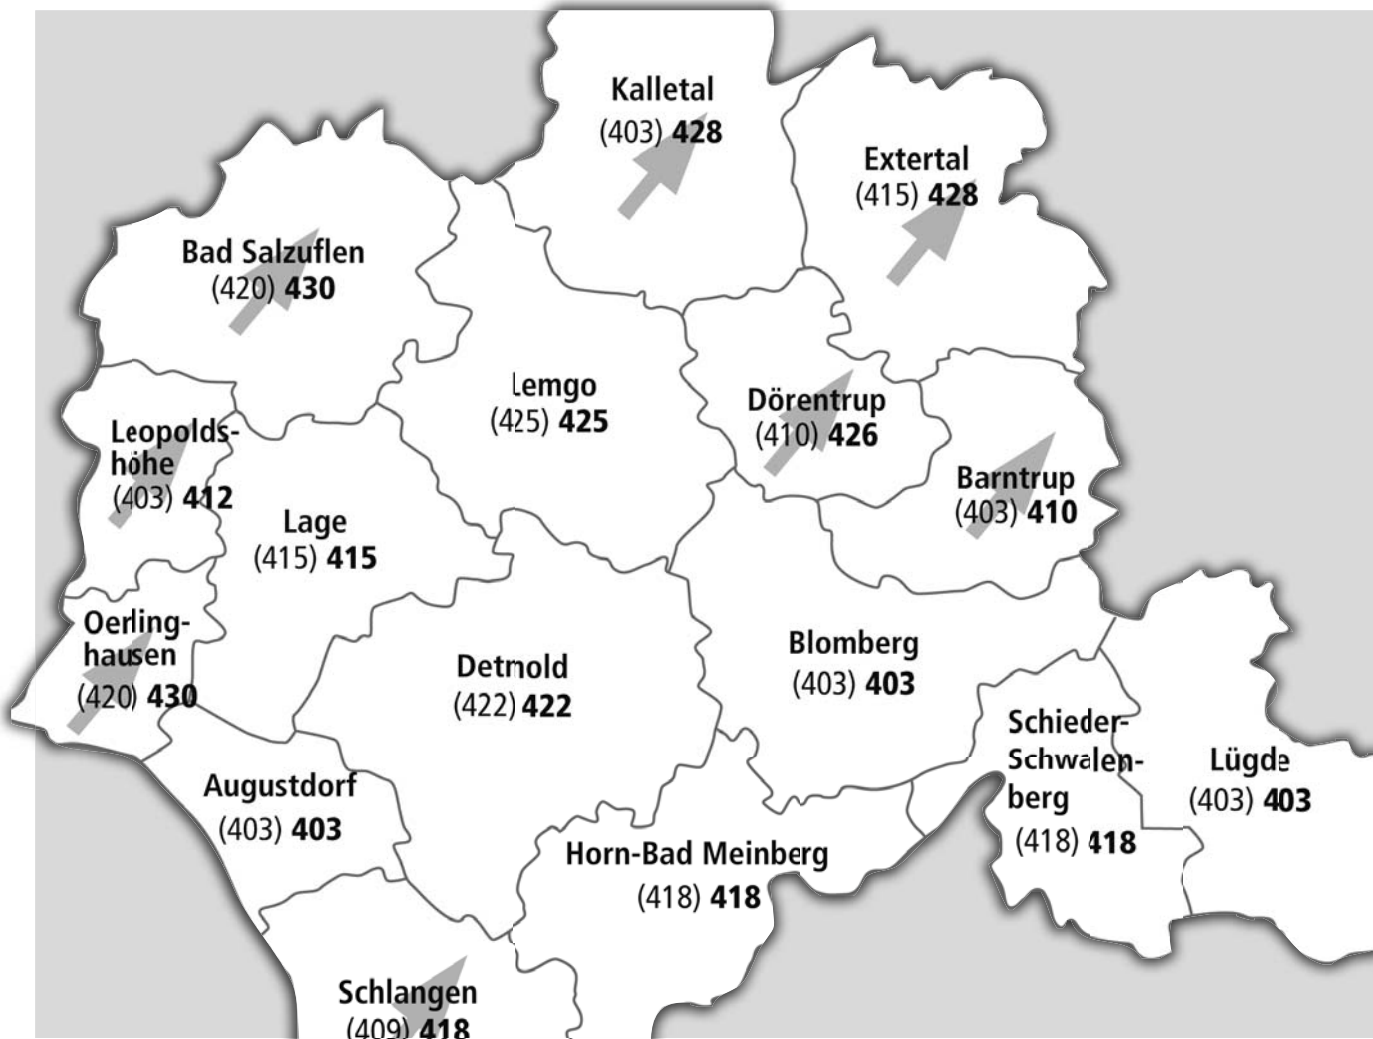 Kalletal
(403) 428
Extertal
(415) 428
Bad Salzuflen
(420) 430
Lemgo
(425) 425
Dörentrup
(410) 426
Leopolds-
höhe
(403) 412
Barntrup
(403) 410
Lage
(415) 415
Oerling-
hausen
(420) 430
Detmold
(422) 422
Blomberg
(403) 403
Schieder-
Schwalen-
berg
(418) 418
Lügde
(403) 403
Augustdorf
(403) 403
Horn-Bad Meinberg
(418) 418
Schlangen
(409) 418